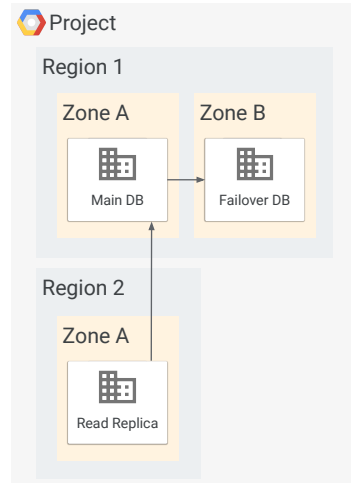 Project
Region 1
Zone A
Zone B
Main DB
Failover DB
Region 2
Zone A
Read Replica